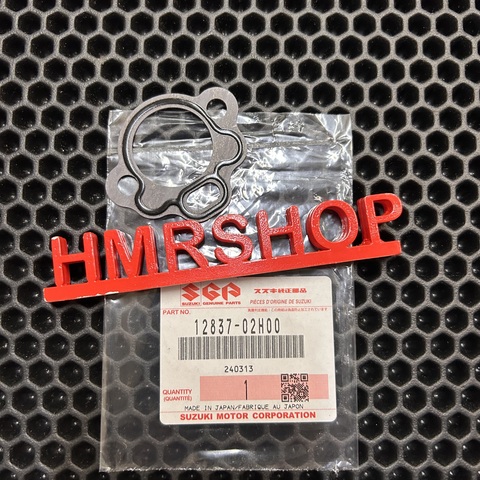 HMRSHOP
SGP
スズキ純正部品
SUZUKI GENUINE PARTS
PIÈCES D'ORIGINE DE SUZUKI
PART NO.
12837-02H00
240313
QUANTITY
(QUANTITÉ)
1
MADE IN JAPAN/FABRIQUE AU JAPON
SUZUKI MOTOR CORPORATION